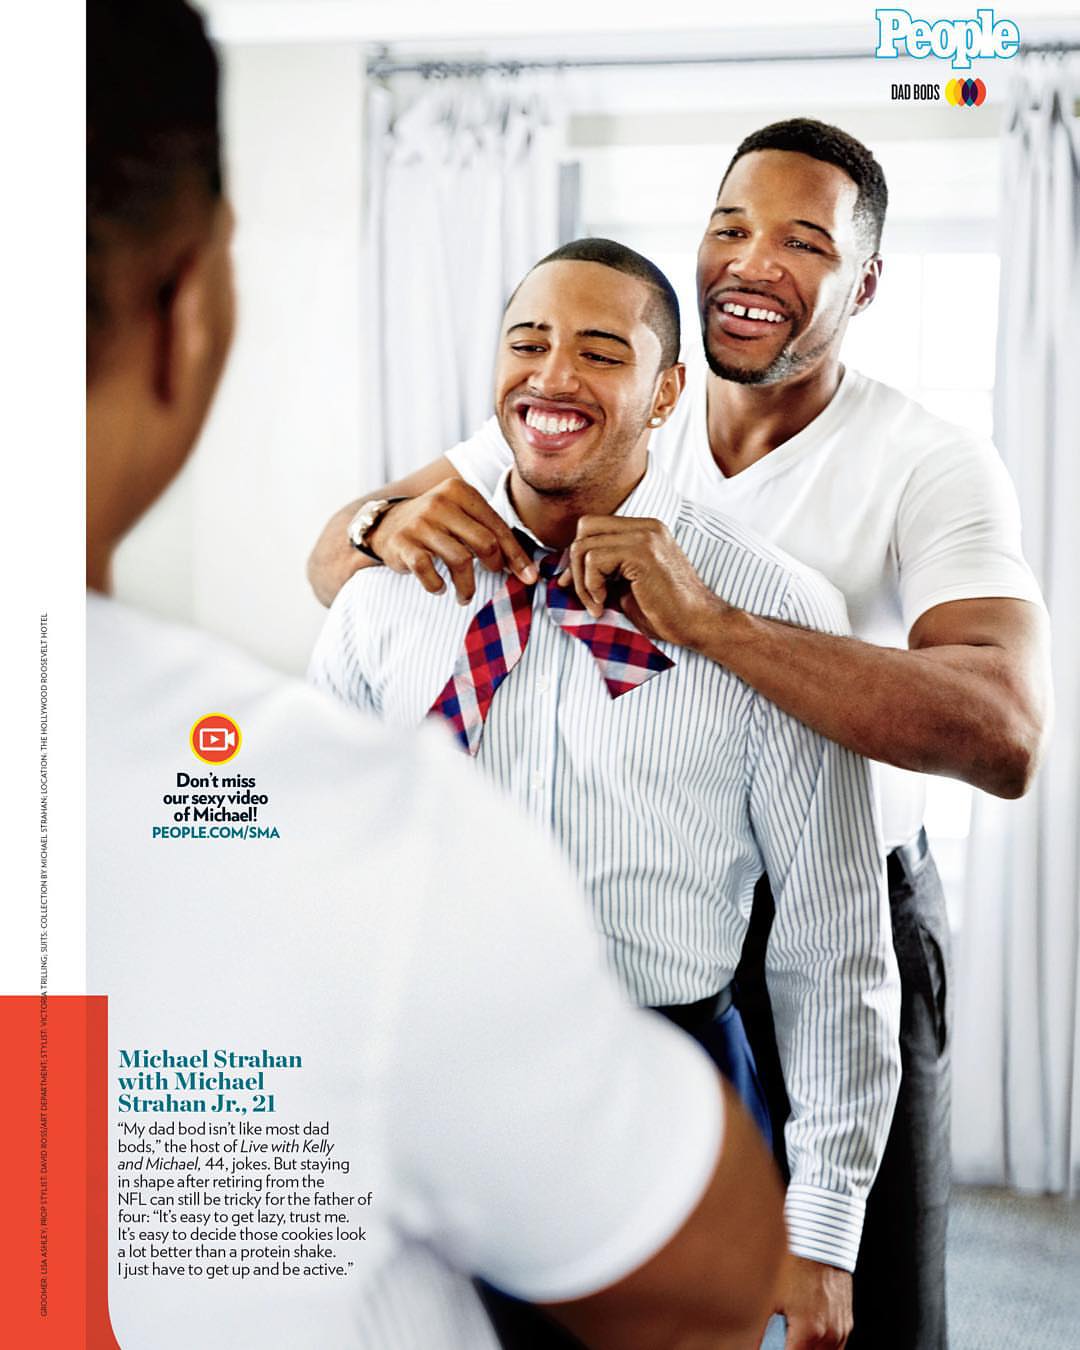 People
DAD BODS
Don't miss
our sexy video
of Michael!
PEOPLE.COM/SMA
Michael Strahan
with Michael
Strahan Jr., 21
“My dad bod isn't like most dad
bods,” the host of Live with Kelly
and Michael, 44, jokes. But staying
in shape after retiring from the
NFL can still be tricky for the father of
four: “It's easy to get lazy, trust me.
It's easy to decide those cookies look
a lot better than a protein shake.
I just have to get up and be active.”
GROOMER: LISA ASHLEY; PROP STYLIST: DAVID ROSS/ART DEPARTMENT; STYLIST: VICTORIA TRILLING; SUITS: COLLECTION BY MICHAEL STRAHAN; LOCATION: THE HOLLYWOOD ROOSEVELT HOTEL